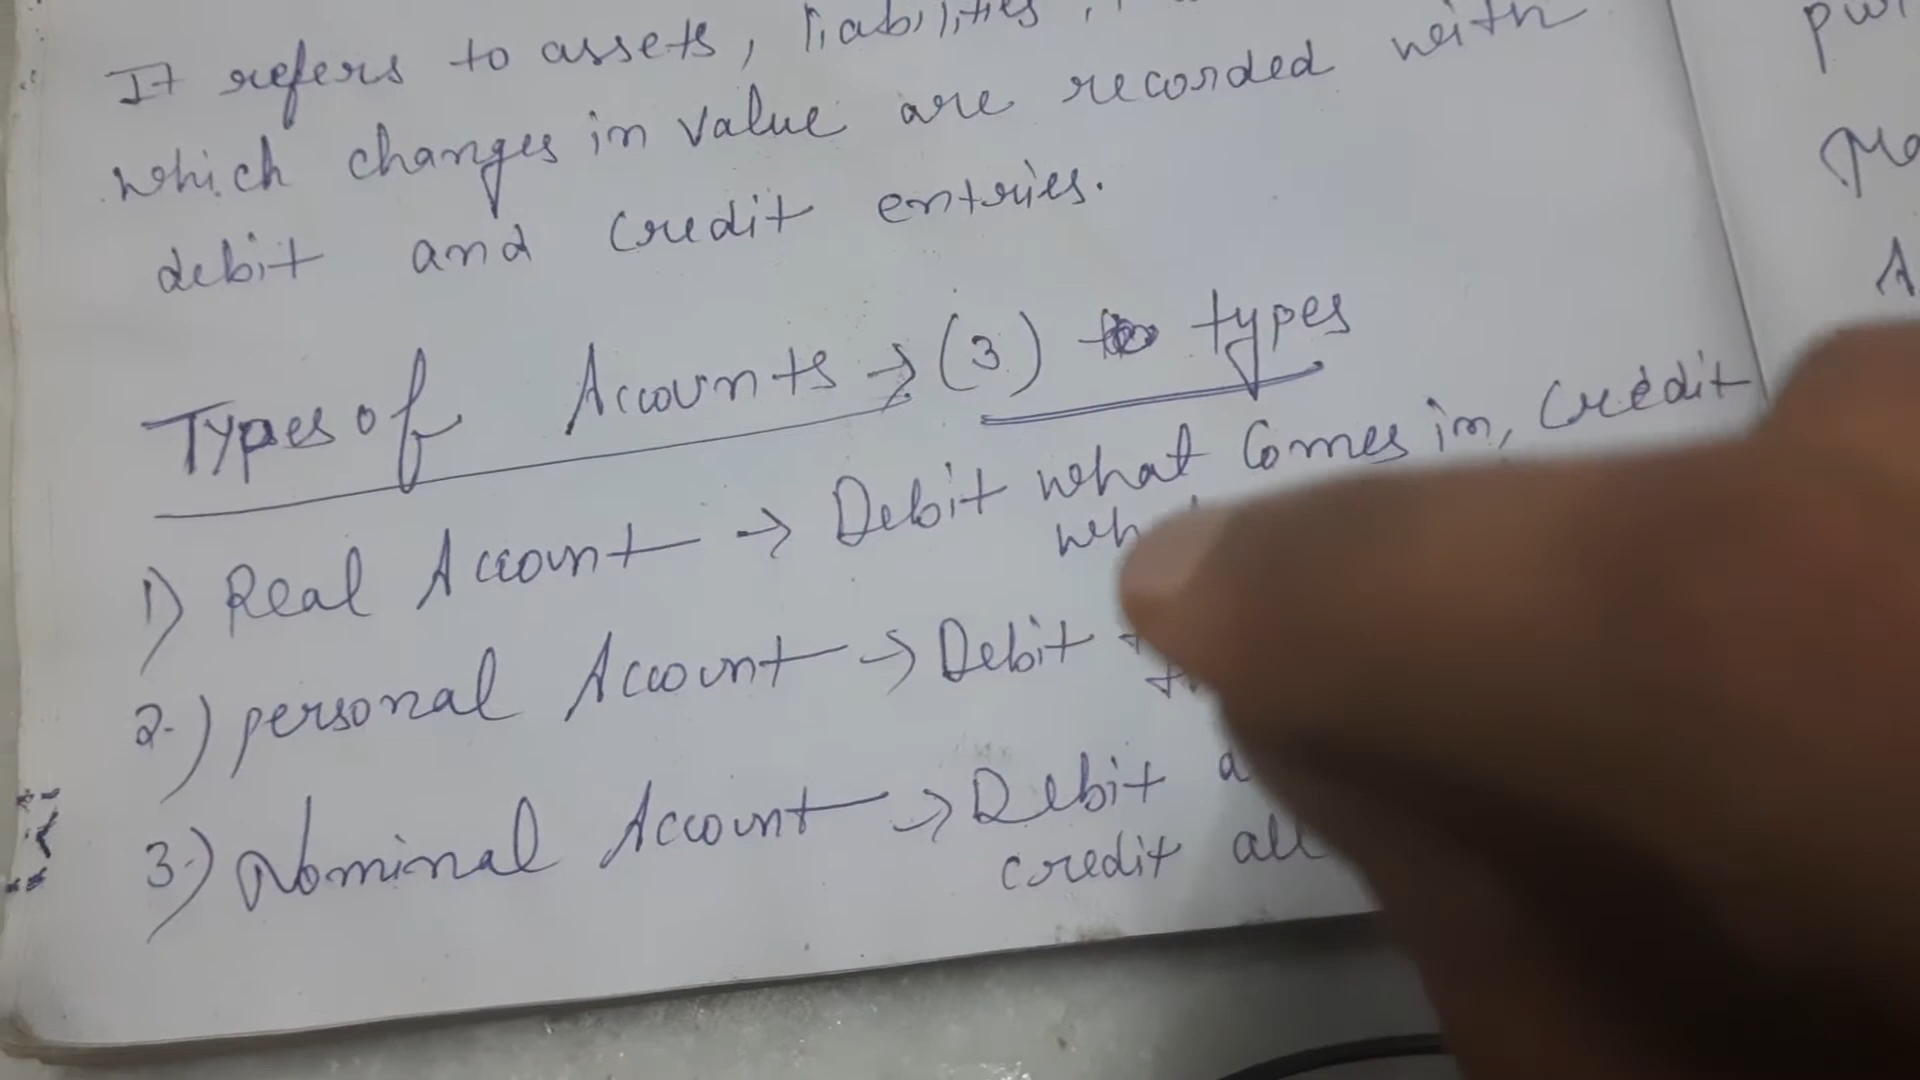 It refers to assets, liabilities,
which changes in value are recorded with
debit and credit entries.
Types of Accounts → (3) types
1) Real Account → Debit what Comes in, Credit
2.) personal Account → Debit
3.) Nominal Account → Debit
credit all